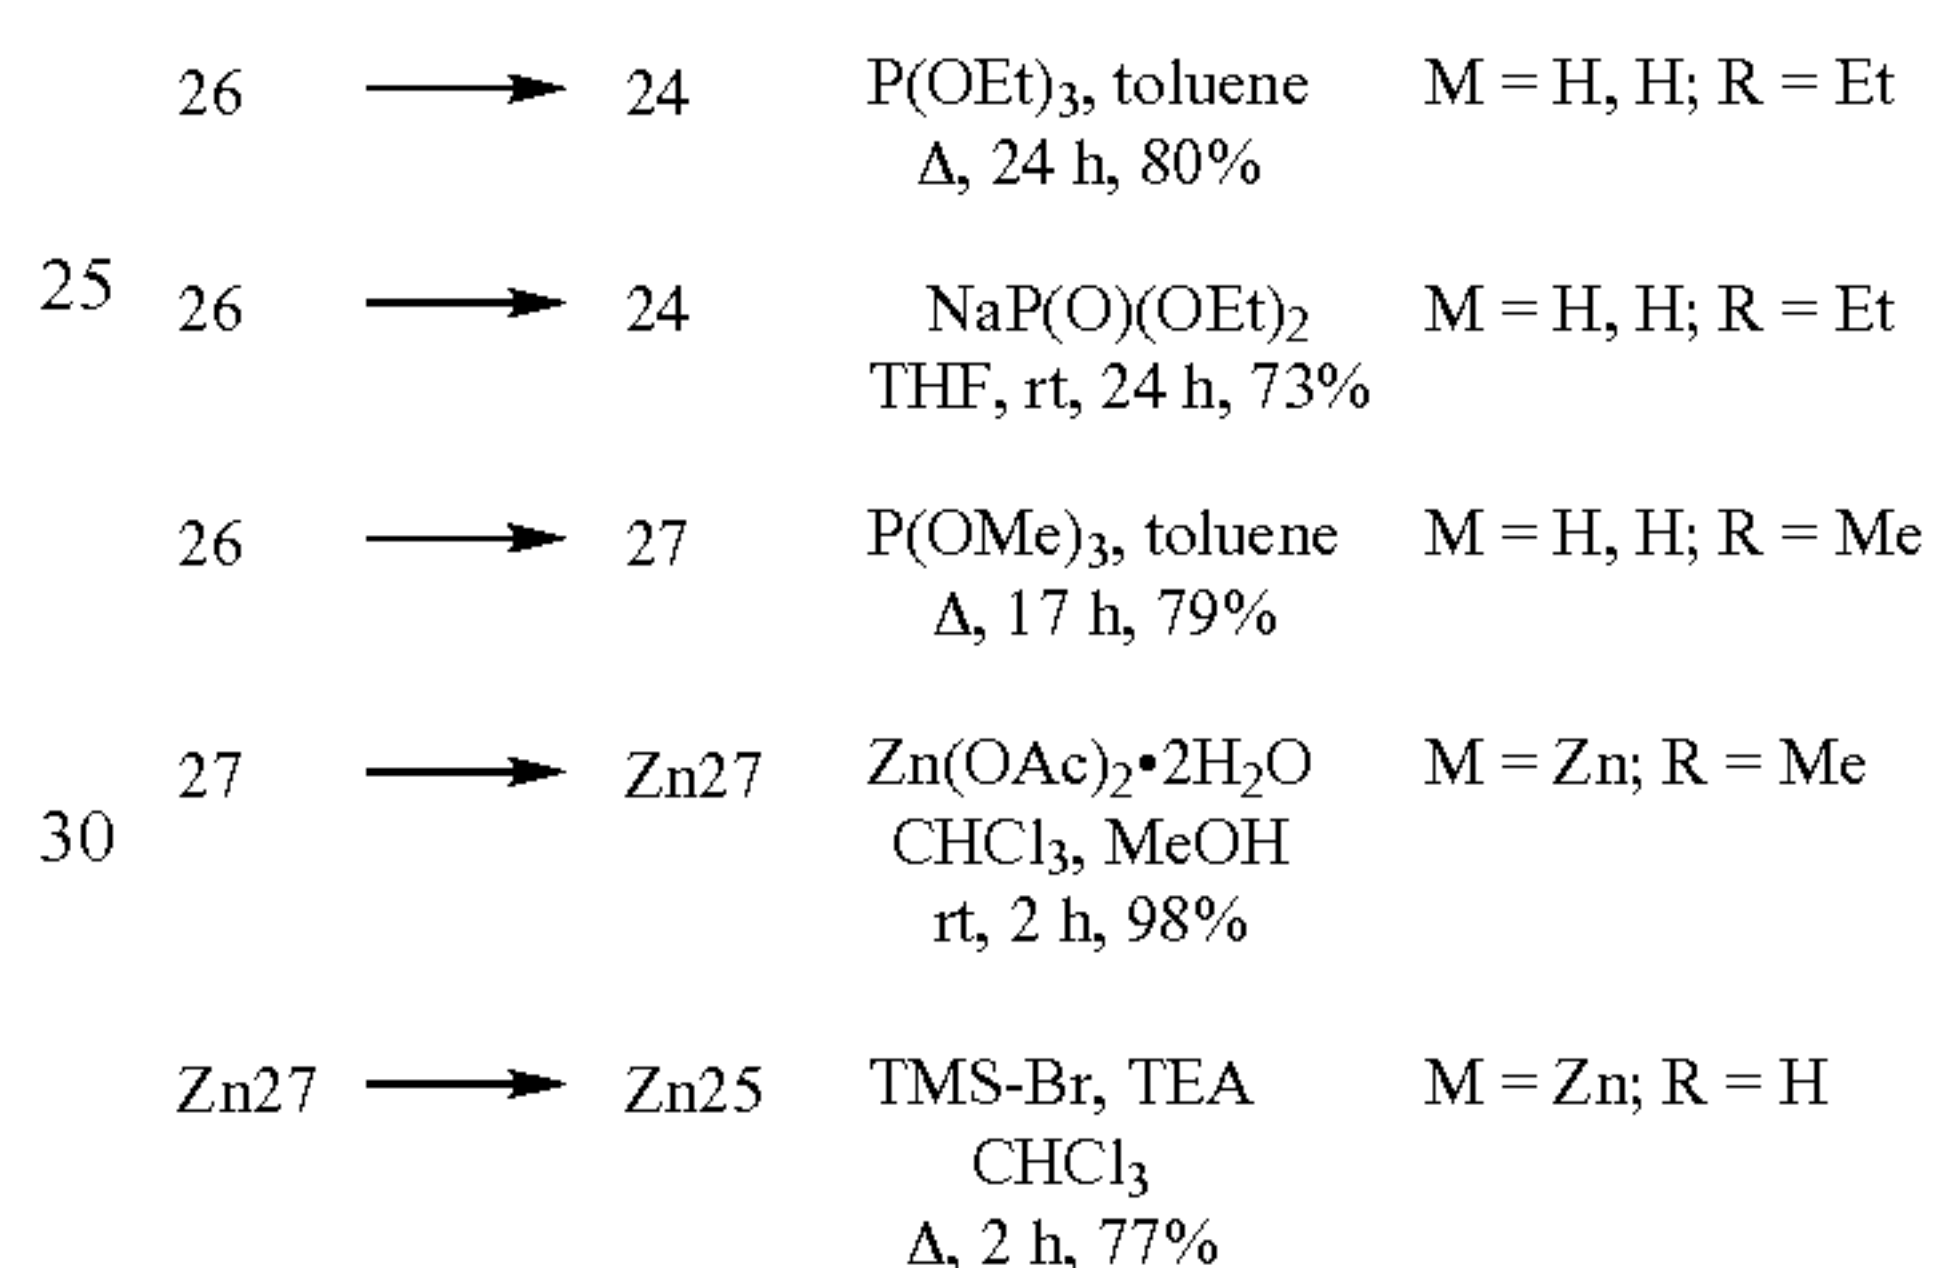 26 ⟶ 24 P(OEt)₃, toluene M = H, H; R = Et
Δ, 24 h, 80%
25 26 ⟶ 24 NaP(O)(OEt)₂ M = H, H; R = Et
THF, rt, 24 h, 73%
26 ⟶ 27 P(OMe)₃, toluene M = H, H; R = Me
Δ, 17 h, 79%
27 ⟶ Zn27 Zn(OAc)₂•2H₂O M = Zn; R = Me
30 CHCl₃, MeOH
rt, 2 h, 98%
Zn27 ⟶ Zn25 TMS-Br, TEA M = Zn; R = H
CHCl₃
Δ, 2 h, 77%